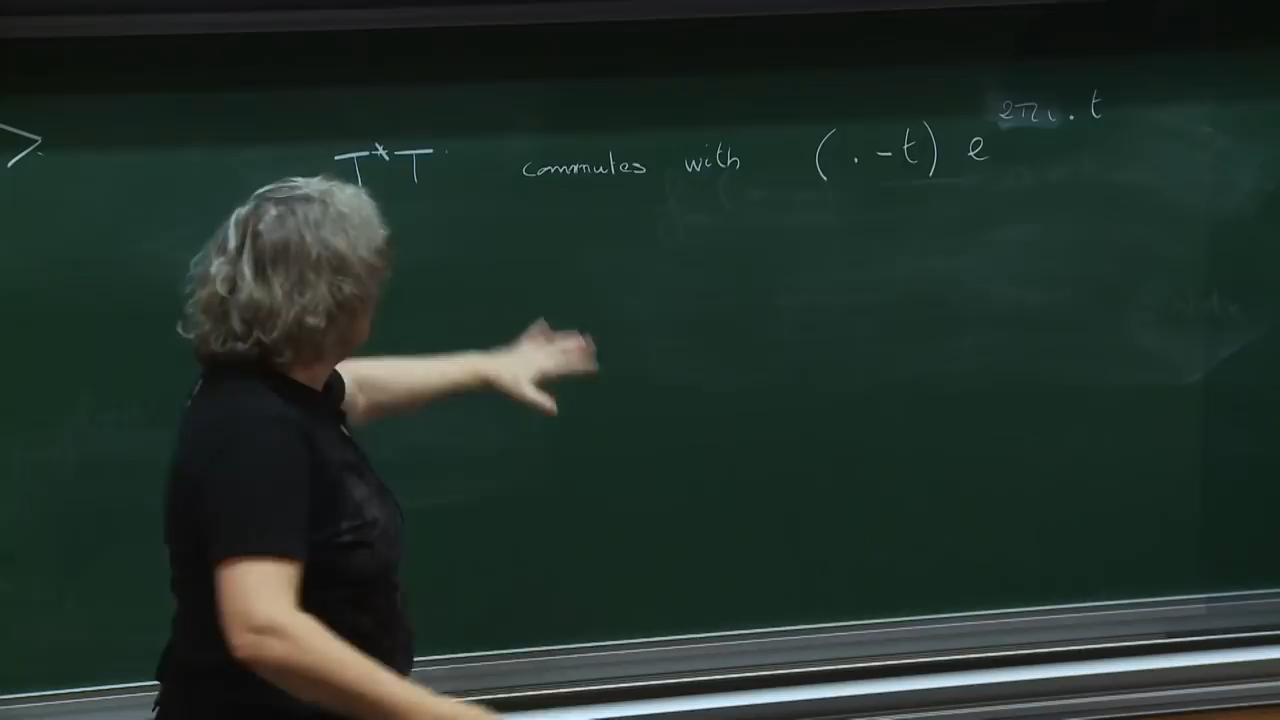 > T*T commutes with (· - t) e^{2πi · t}